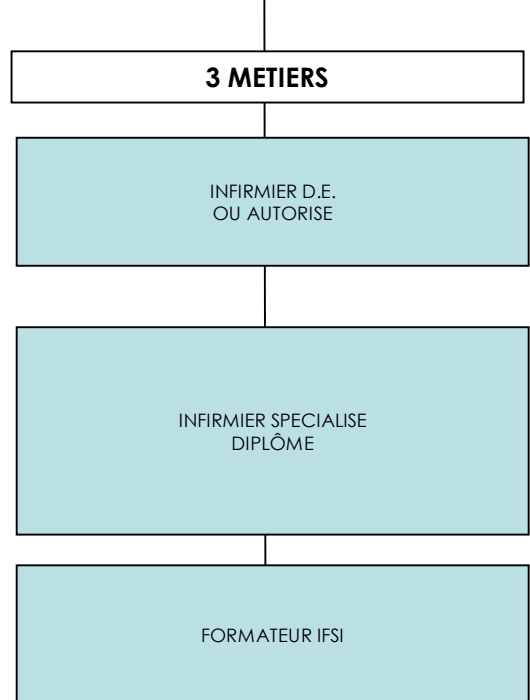 3 METIERS
INFIRMIER D.E.
OU AUTORISE
INFIRMIER SPECIALISE
DIPLÔME
FORMATEUR IFSI